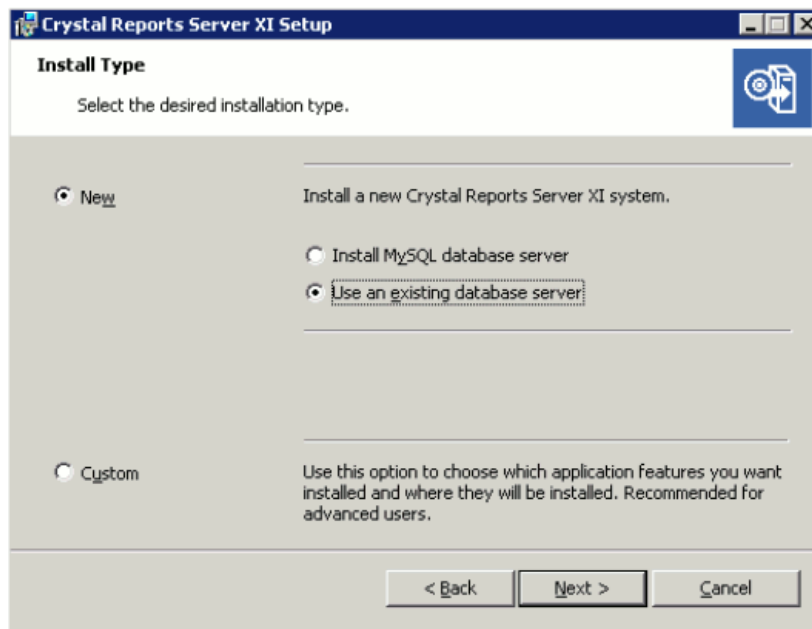 Crystal Reports Server XI Setup
Install Type
Select the desired installation type.
New
Install a new Crystal Reports Server XI system.
Install MySQL database server
Use an existing database server
Custom
Use this option to choose which application features you want
installed and where they will be installed. Recommended for
advanced users.
< Back
Next >
Cancel